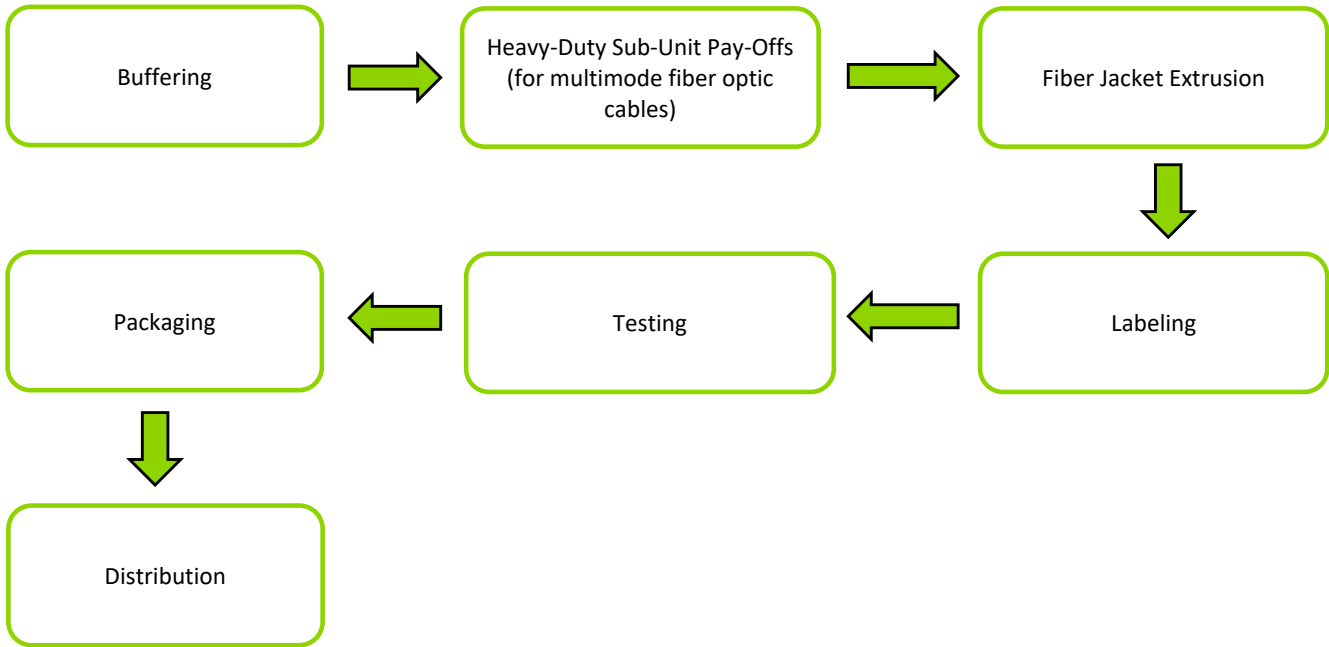 Buffering
Heavy-Duty Sub-Unit Pay-Offs
(for multimode fiber optic
cables)
Fiber Jacket Extrusion
Labeling
Testing
Packaging
Distribution